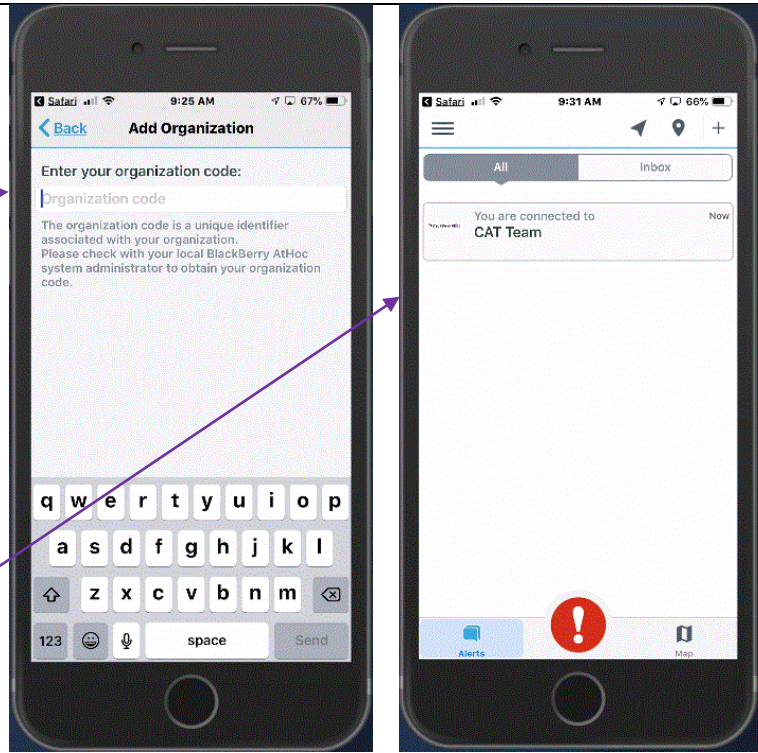 Safari
9:25 AM
67%
Back
Add Organization
Enter your organization code:
Organization code
The organization code is a unique identifier
associated with your organization.
Please check with your local BlackBerry AtHoc
system administrator to obtain your organization
code.
q w e r t y u i o p
a s d f g h j k l
z x c v b n m
123
space
Send
Safari
9:31 AM
66%
All
Inbox
You are connected to
Now
CAT Team
!
Alerts
Map